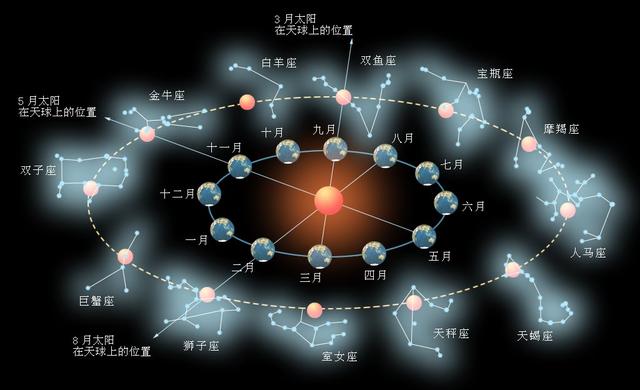 3月太阳
在天球上的位置
白羊座
双鱼座
宝瓶座
5月太阳
在天球上的位置
金牛座
摩羯座
双子座
十一月
十月
九月
八月
七月
十二月
六月
一月
二月
三月
四月
五月
人马座
巨蟹座
狮子座
室女座
天秤座
天蝎座
8月太阳
在天球上的位置